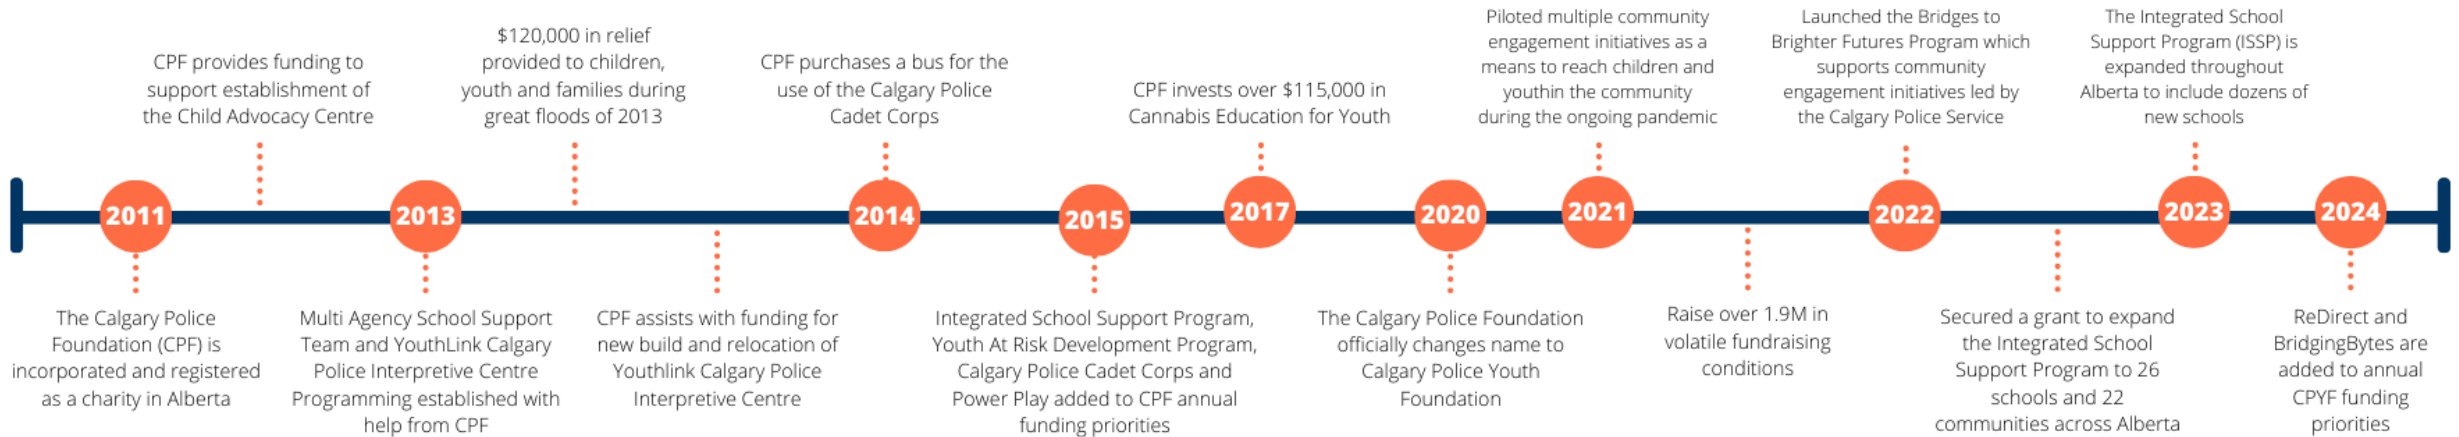 The Calgary Police
Foundation (CPF) is
incorporated and registered
as a charity in Alberta
2011
CPF provides funding to
support establishment of
the Child Advocacy Centre
2013
Multi Agency School Support
Team and YouthLink Calgary
Police Interpretive Centre
Programming established with
help from CPF
$120,000 in relief
provided to children,
youth and families during
great floods of 2013
CPF assists with funding for
new build and relocation of
Youthlink Calgary Police
Interpretive Centre
CPF purchases a bus for the
use of the Calgary Police
Cadet Corps
2014
2015
Integrated School Support Program,
Youth At Risk Development Program,
Calgary Police Cadet Corps and
Power Play added to CPF annual
funding priorities
CPF invests over $115,000 in
Cannabis Education for Youth
2017
2020
The Calgary Police Foundation
officially changes name to
Calgary Police Youth
Foundation
Piloted multiple community
engagement initiatives as a
means to reach children and
youthin the community
during the ongoing pandemic
2021
Raise over 1.9M in
volatile fundraising
conditions
Launched the Bridges to
Brighter Futures Program which
supports community
engagement initiatives led by
the Calgary Police Service
2022
Secured a grant to expand
the Integrated School
Support Program to 26
schools and 22
communities across Alberta
The Integrated School
Support Program (ISSP) is
expanded throughout
Alberta to include dozens of
new schools
2023
2024
ReDirect and
BridgingBytes are
added to annual
CPYF funding
priorities